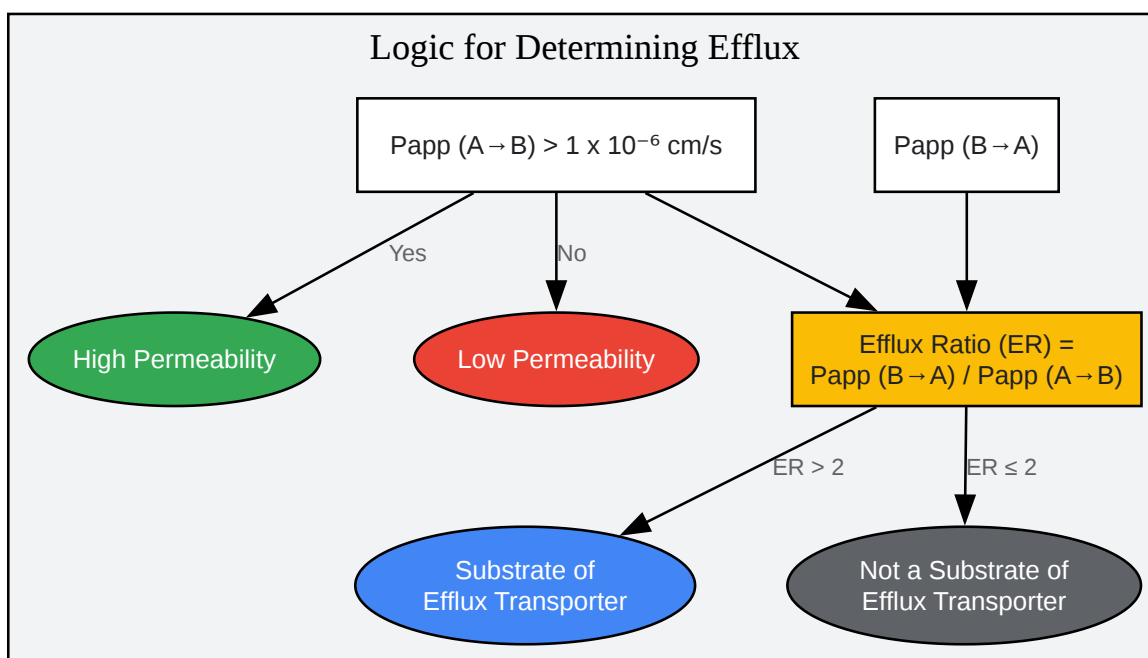 Logic for Determining Efflux
Papp (A→B) > 1 x 10⁻⁶ cm/s
Papp (B→A)
Yes
No
High Permeability
Low Permeability
Efflux Ratio (ER) =
Papp (B→A) / Papp (A→B)
ER > 2
ER ≤ 2
Substrate of
Efflux Transporter
Not a Substrate of
Efflux Transporter